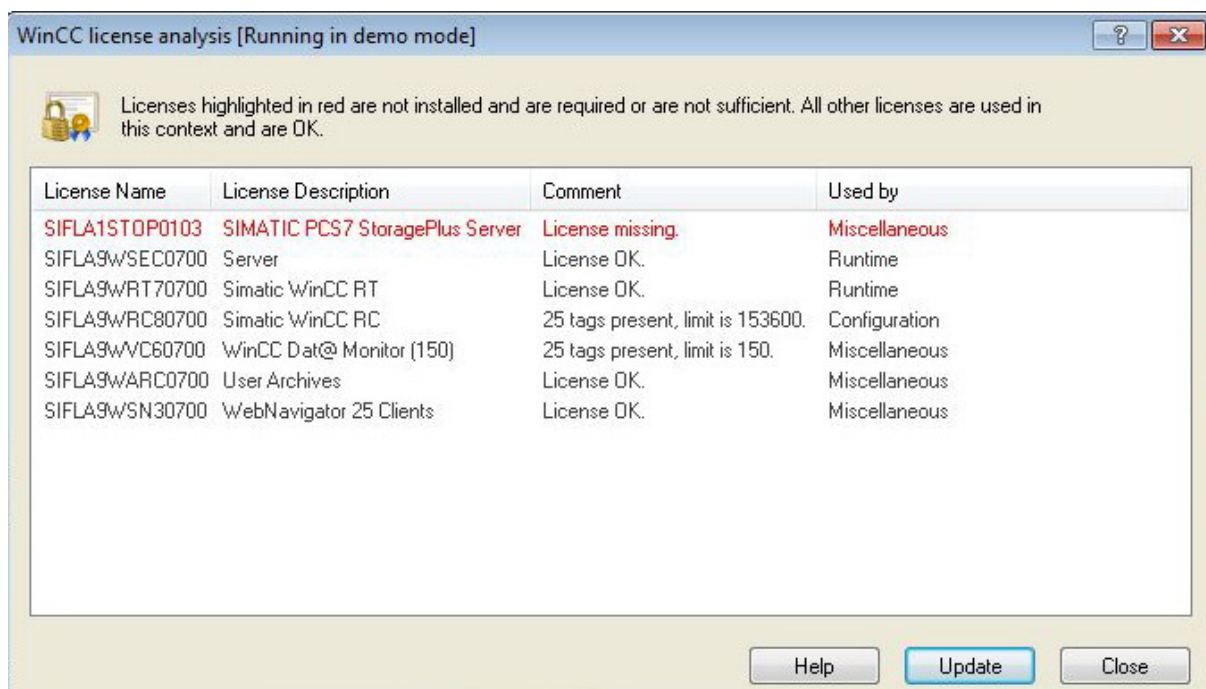 WinCC license analysis [Running in demo mode]
Licenses highlighted in red are not installed and are required or are not sufficient. All other licenses are used in
this context and are OK.
License Name License Description Comment Used by
SIFLA1STOP0103 SIMATIC PCS7 StoragePlus Server License missing. Miscellaneous
SIFLA9WSEC0700 Server License OK. Runtime
SIFLA9WRT70700 Simatic WinCC RT License OK. Runtime
SIFLA9WRC80700 Simatic WinCC RC 25 tags present, limit is 153600. Configuration
SIFLA9WVC60700 WinCC Dat@ Monitor (150) 25 tags present, limit is 150. Miscellaneous
SIFLA9WARC0700 User Archives License OK. Miscellaneous
SIFLA9WSN30700 WebNavigator 25 Clients License OK. Miscellaneous
Help Update Close